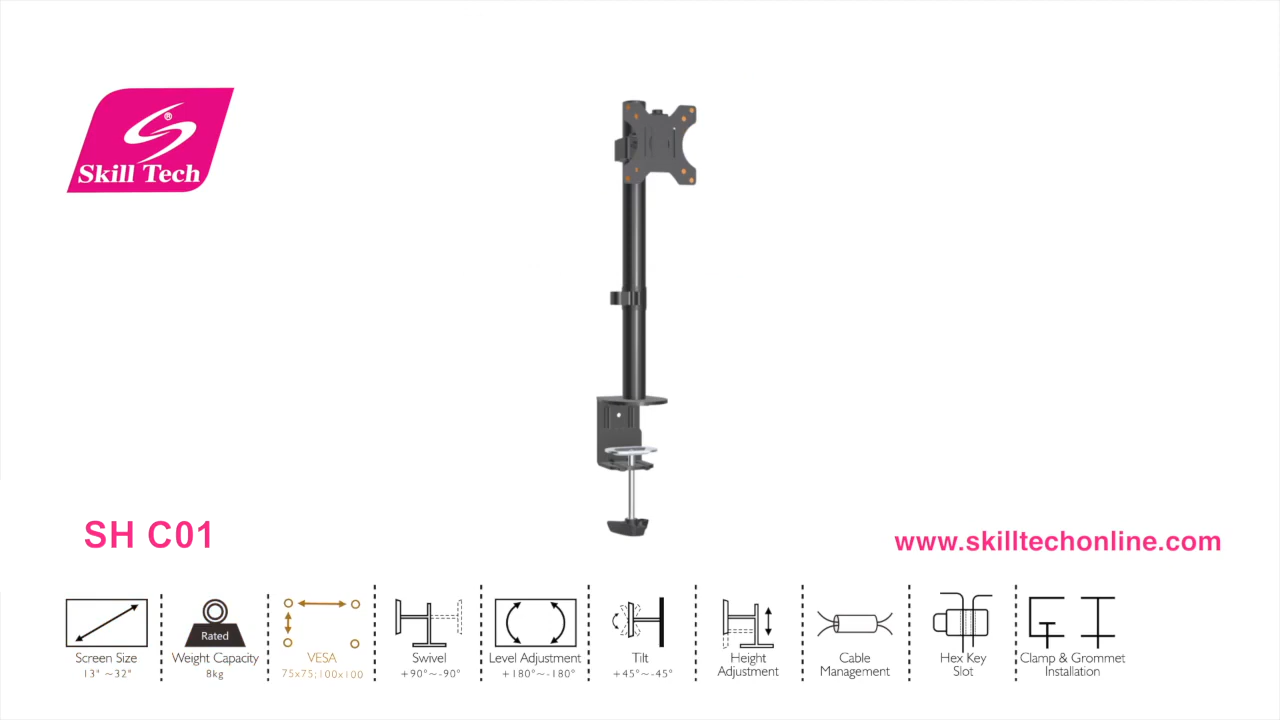 ®
Skill Tech
SH C01
www.skilltechonline.com
Rated
Screen Size
13" ~32"
Weight Capacity
8kg
VESA
75x75;100x100
Swivel
+90°~-90°
Level Adjustment
+180°~-180°
Tilt
+45°~-45°
Height
Adjustment
Cable
Management
Hex Key
Slot
Clamp & Grommet
Installation